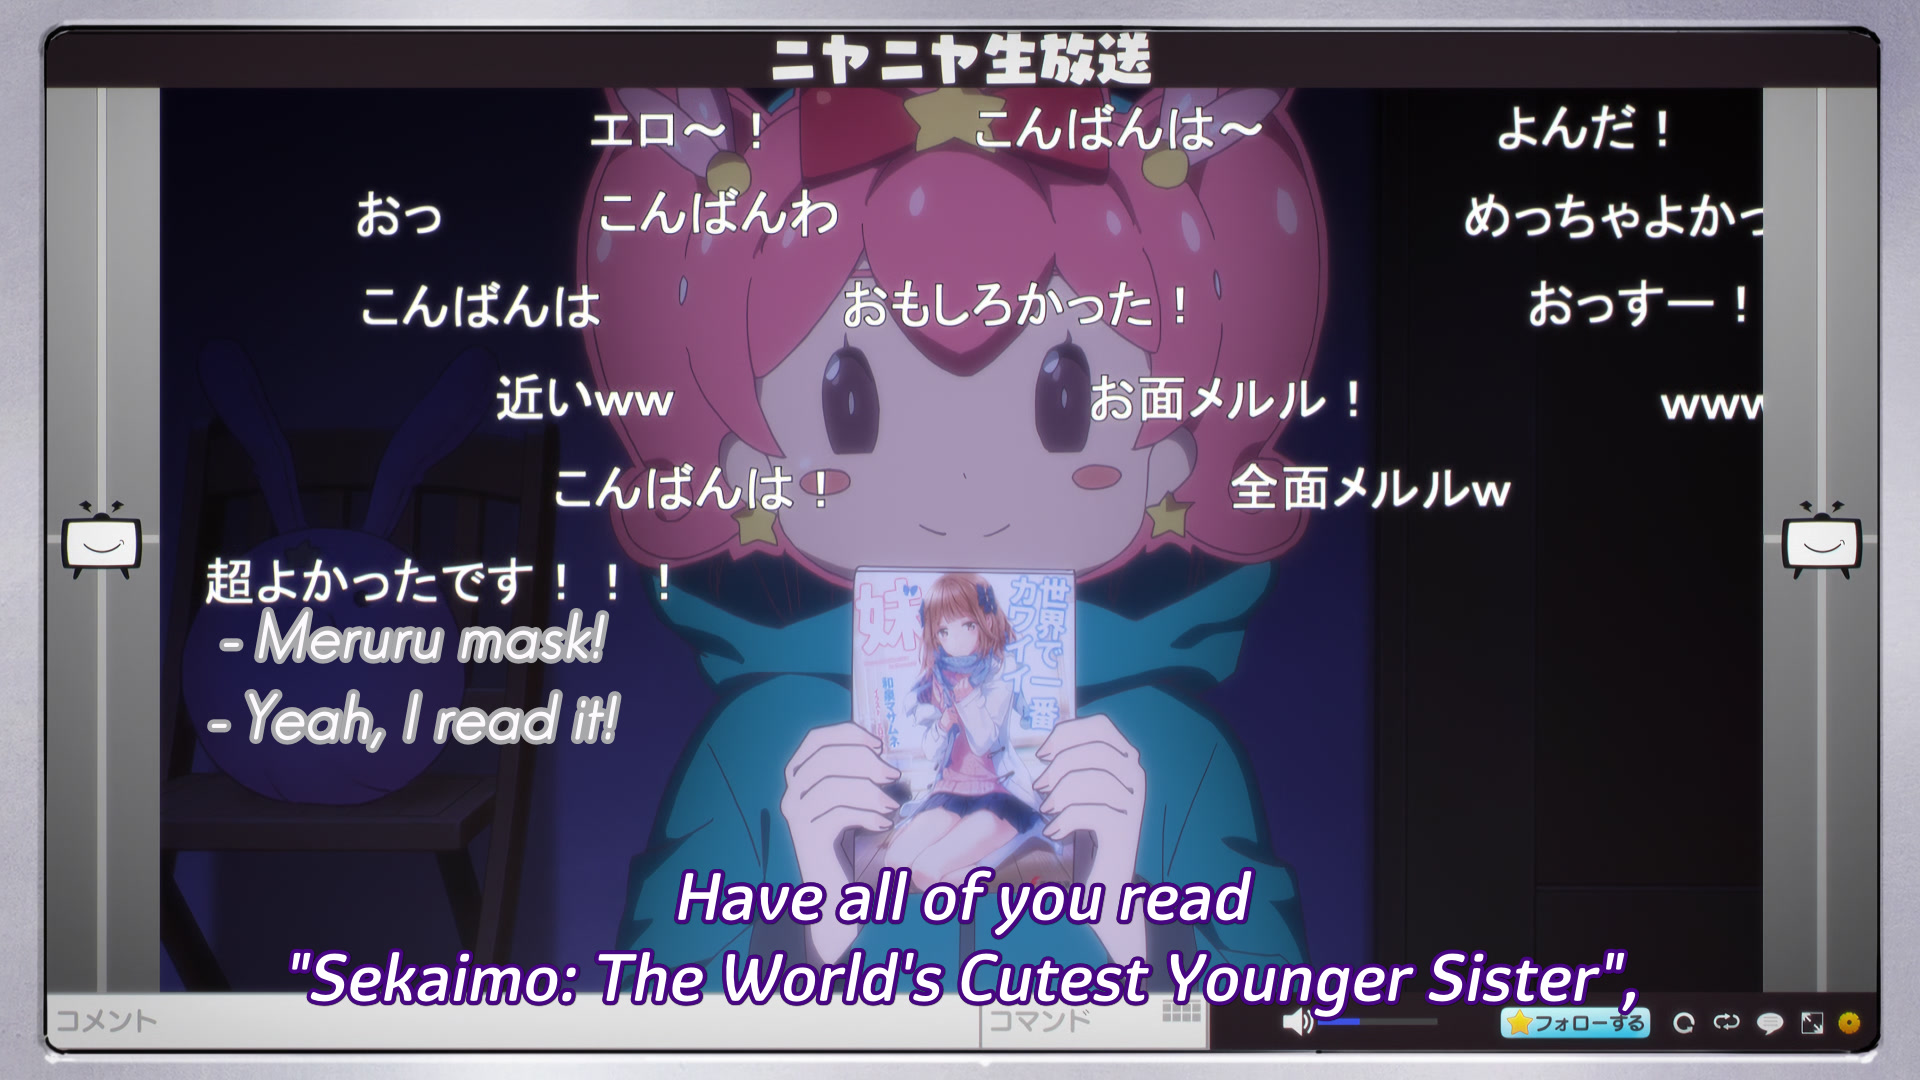 ニヤニヤ生放送
エロ～！
こんばんは～
よんだ！
おっ
こんばんわ
めっちゃよかっ
こんばんは
おもしろかった！
おっすー！
近いww
お面メルル！
www
こんばんは！
全面メルルw
超よかったです！！！
- Meruru mask!
- Yeah, I read it!
世界で一番
カワイイ
妹
和泉マサムネ
Have all of you read
"Sekaimo: The World's Cutest Younger Sister",
コメント
コマンド
フォローする